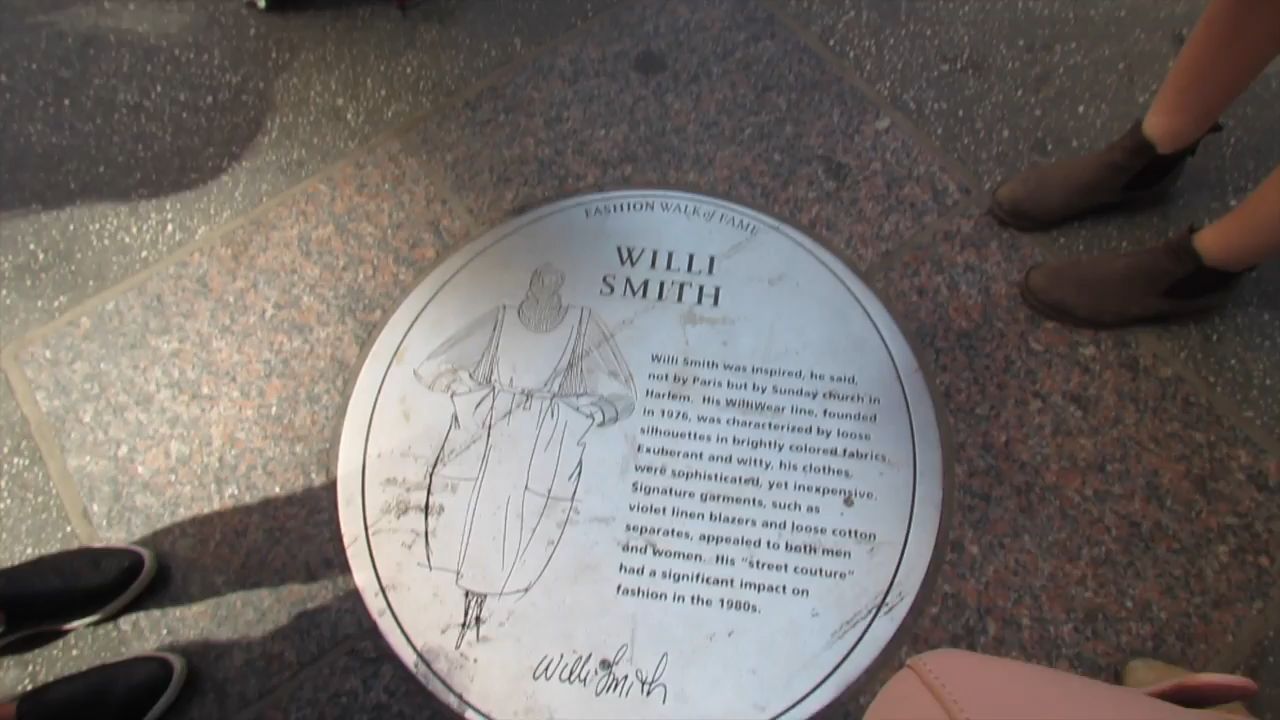 FASHION WALK of FAME
WILLI
SMITH
Willi Smith was inspired, he said,
not by Paris but by Sunday church in
Harlem. His WilliWear line, founded
in 1976, was characterized by loose
silhouettes in brightly colored fabrics.
Exuberant and witty, his clothes
were sophisticated, yet inexpensive.
Signature garments, such as
violet linen blazers and loose cotton
separates, appealed to both men
and women. His "street couture"
had a significant impact on
fashion in the 1980s.
Willi Smith